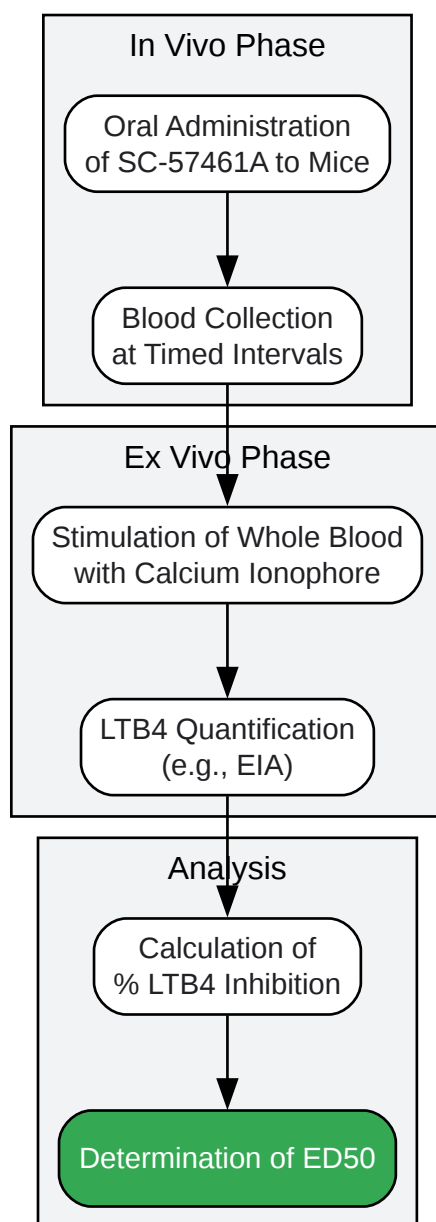 In Vivo Phase
Oral Administration
of SC-57461A to Mice
Blood Collection
at Timed Intervals
Ex Vivo Phase
Stimulation of Whole Blood
with Calcium Ionophore
LTB4 Quantification
(e.g., EIA)
Analysis
Calculation of
% LTB4 Inhibition
Determination of ED50